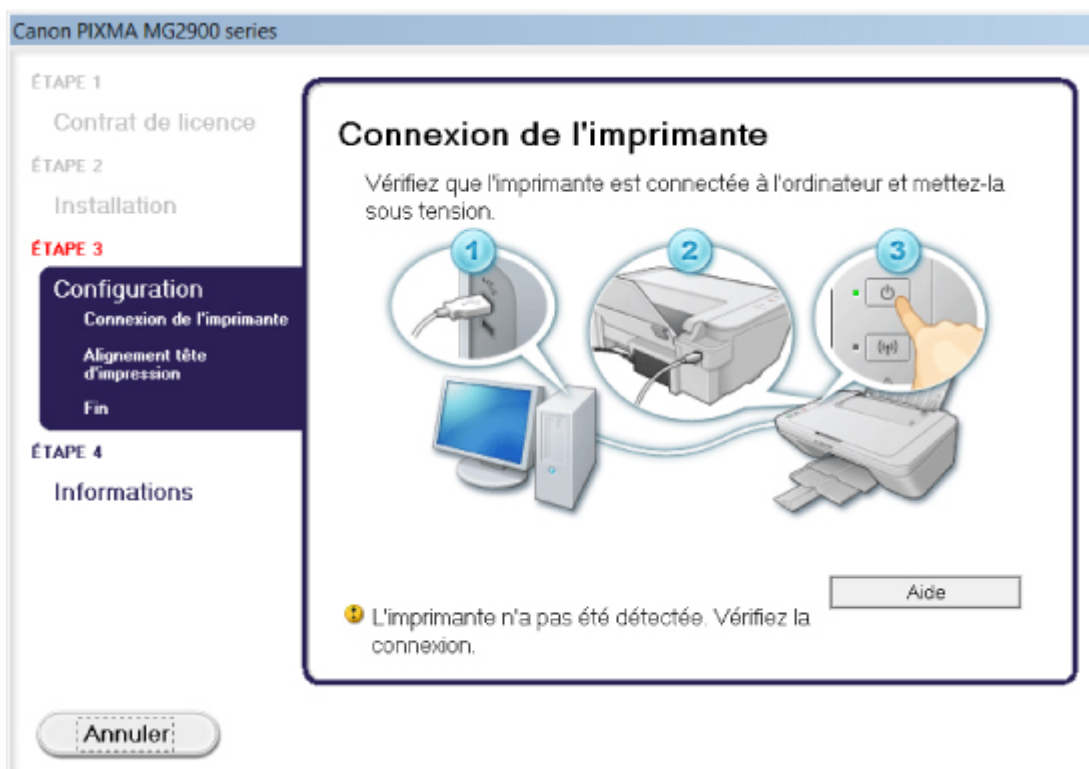 Canon PIXMA MG2900 series
ÉTAPE 1
Contrat de licence
ÉTAPE 2
Installation
ÉTAPE 3
Configuration
Connexion de l'imprimante
Alignement tête
d'impression
Fin
ÉTAPE 4
Informations
Connexion de l'imprimante
Vérifiez que l'imprimante est connectée à l'ordinateur et mettez-la
sous tension.
1
2
3
Aide
L'imprimante n'a pas été détectée. Vérifiez la
connexion.
Annuler